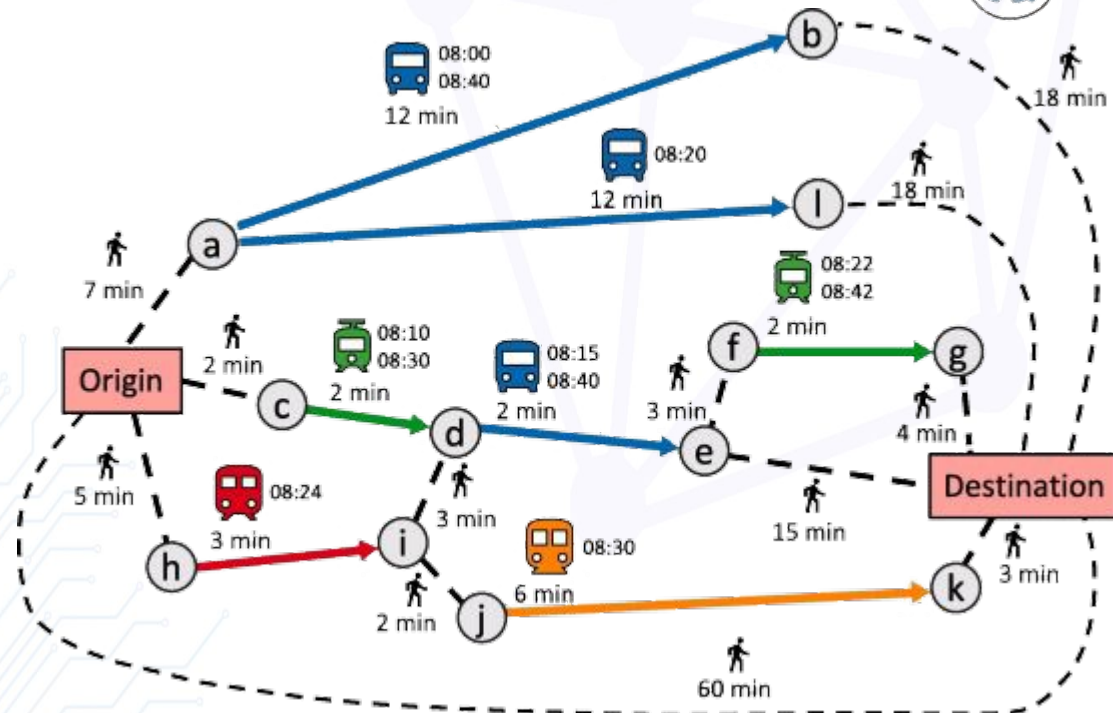 b
08:00
08:40
12 min
18 min
08:20
12 min
l
18 min
a
7 min
08:22
08:42
2 min
f
g
Origin
2 min
08:10
08:30
2 min
08:15
08:40
2 min
3 min
4 min
c
d
e
Destination
5 min
08:24
3 min
3 min
15 min
h
i
08:30
6 min
k
3 min
2 min
j
60 min